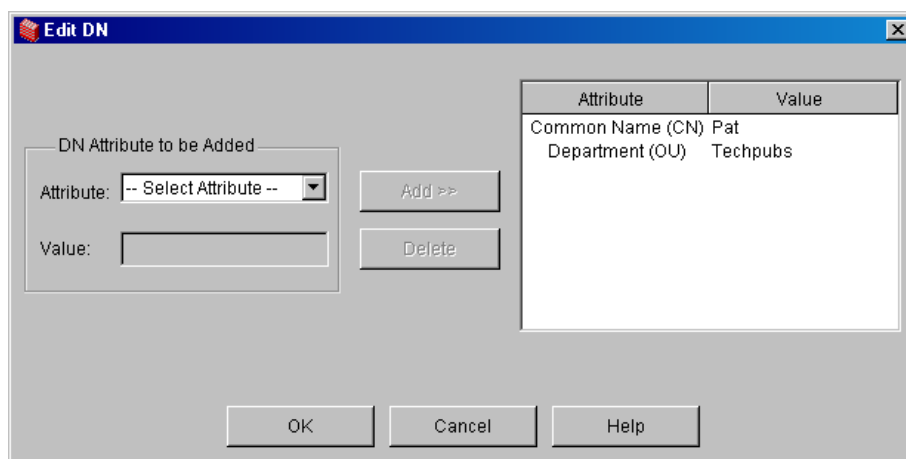 Edit DN
DN Attribute to be Added
Attribute: -- Select Attribute --
Value:
Add >>
Delete
Attribute Value
Common Name (CN) Pat
Department (OU) Techpubs
OK Cancel Help